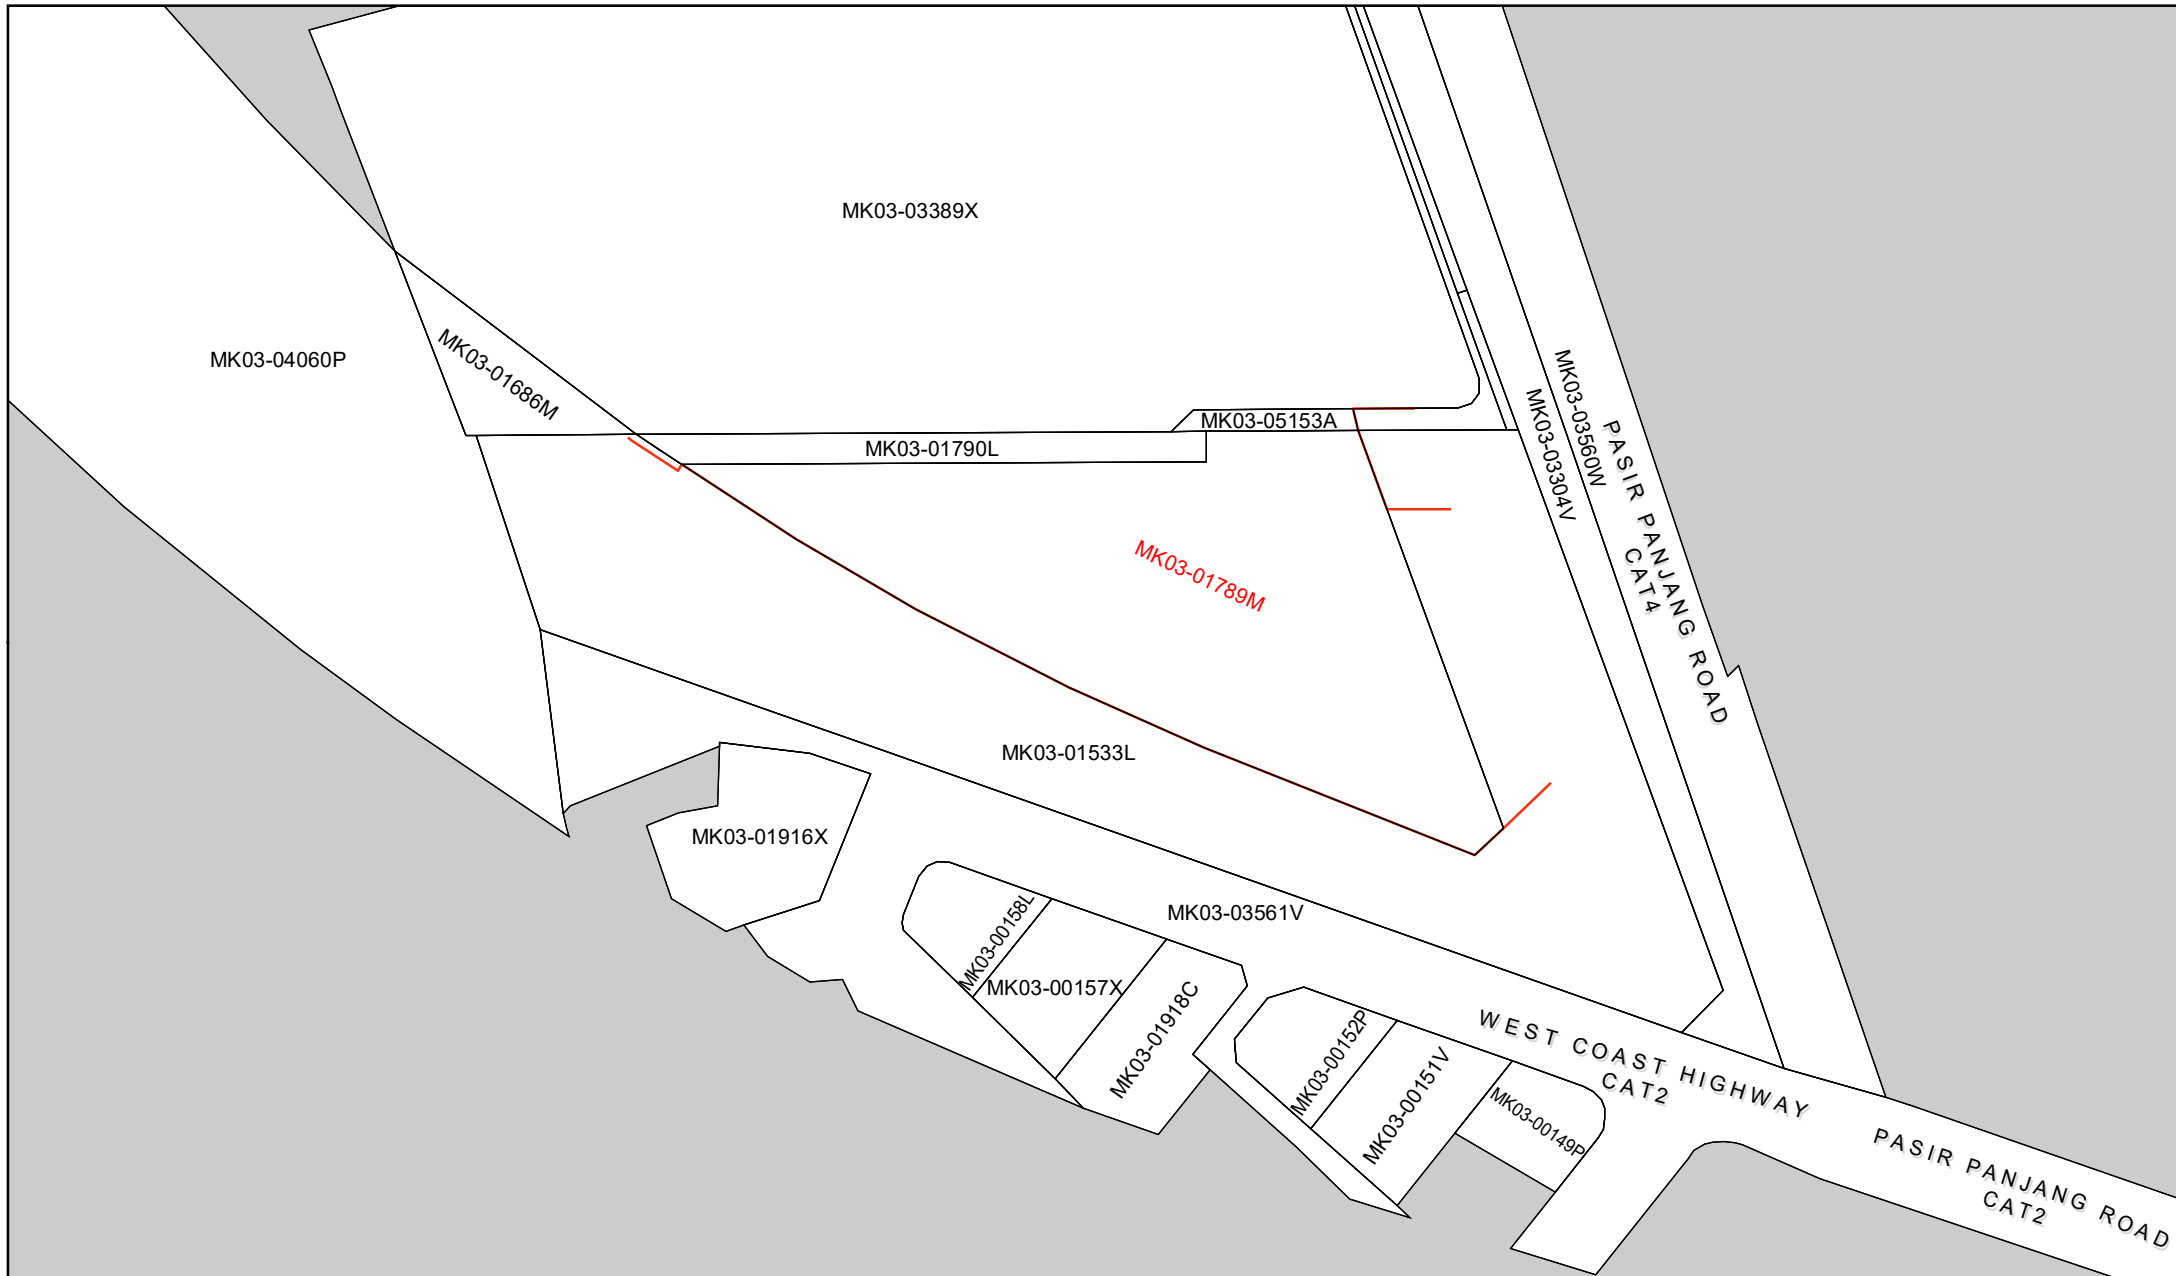 MK03-03389X
MK03-04060P
MK03-01686M
MK03-05153A
MK03-01790L
MK03-03560W
MK03-03304V
PASIR PANJANG ROAD
CAT4
MK03-01789M
MK03-01533L
MK03-01916X
MK03-03561V
MK03-00158L
MK03-00157X
MK03-01918C
MK03-00152P
MK03-00151V
MK03-00149P
WEST COAST HIGHWAY
CAT2
PASIR PANJANG ROAD
CAT2